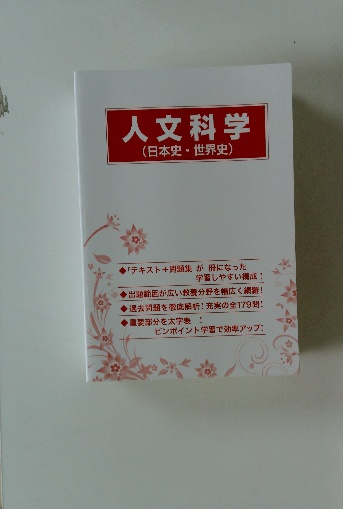 人文科学
(日本史・世界史)
◆「テキスト+問題集 が 冊になった
学習しやすい構成!
◆出題範囲が広い教養分野を幅広く網羅!
◆過去問題を徹底解析!充実の全179問!
◆重要部分を太字表 :
ピンポイント学習で効率アップ!